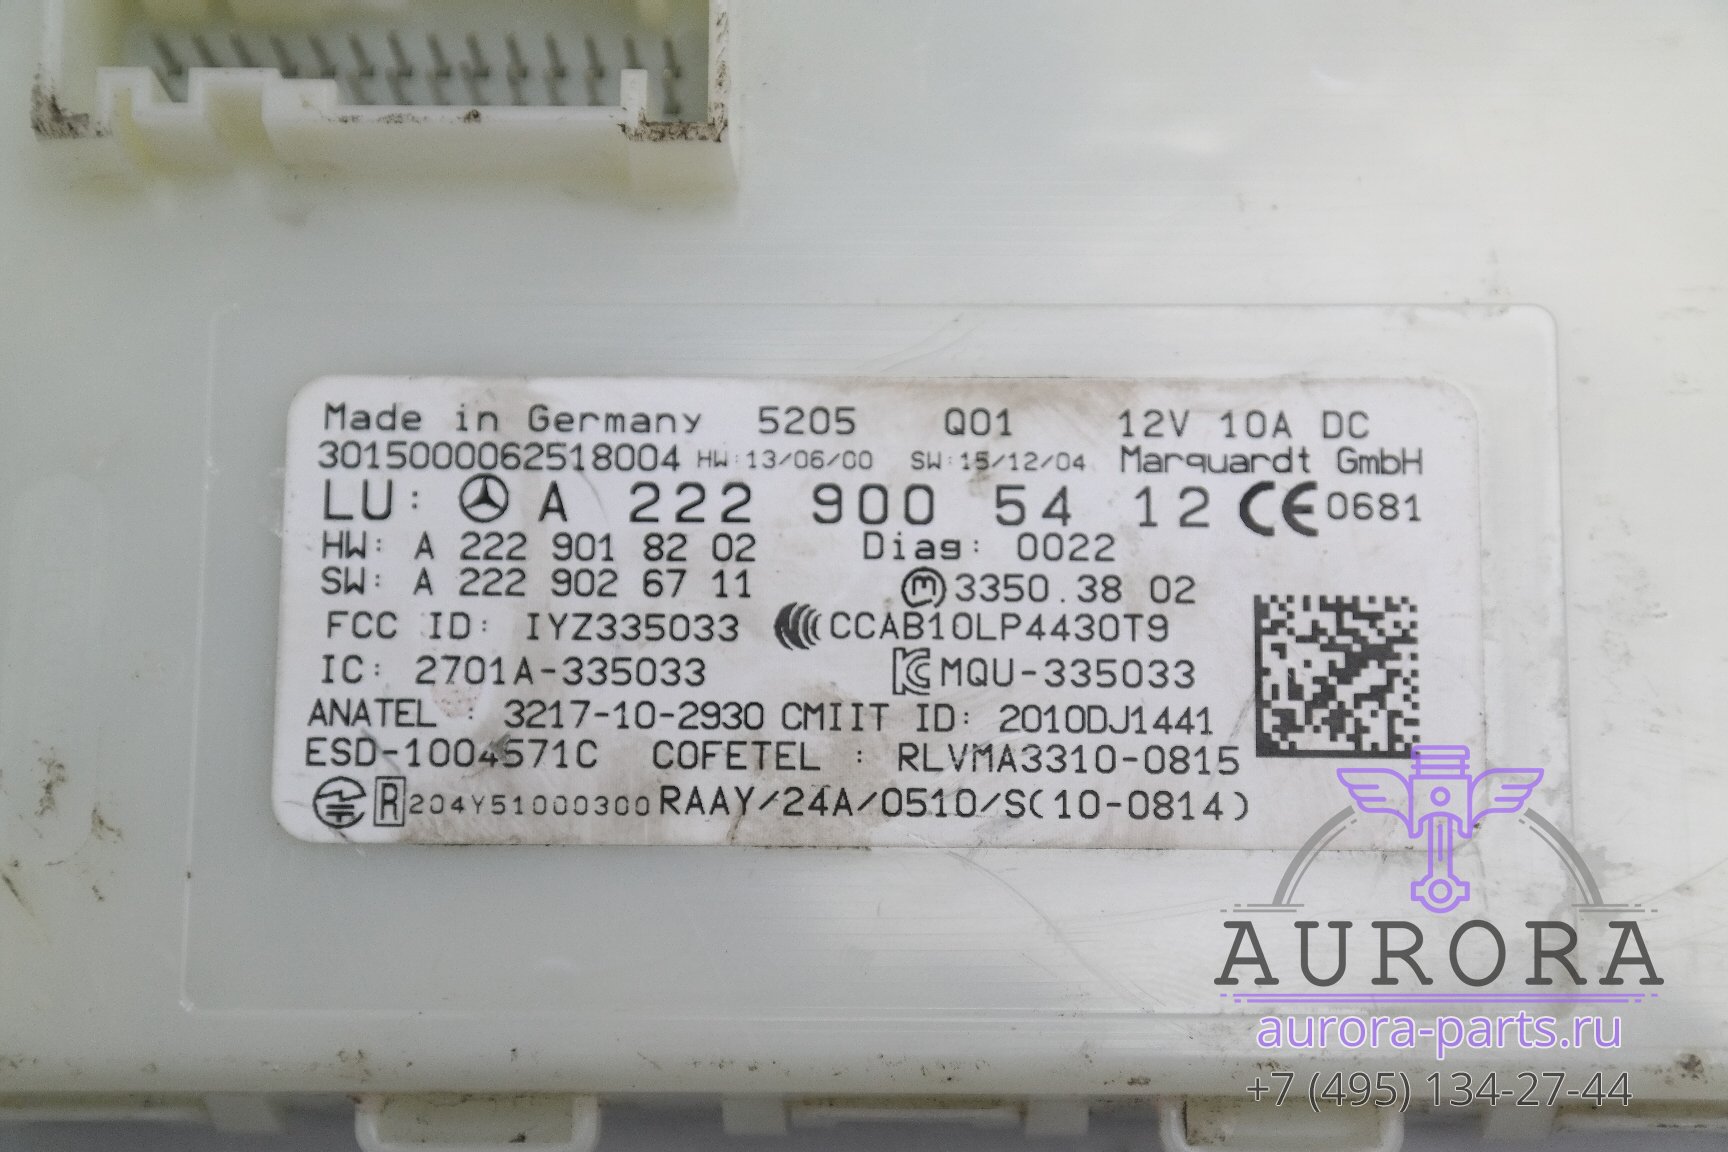 Made in Germany 5205 Q01 12V 10A DC
3015000062518004 HW:13/06/00 SW:15/12/04 Marquardt GmbH
LU: A 222 900 54 12 CE 0681
HW: A 222 901 82 02 Diag: 0022
SW: A 222 902 67 11 m 3350.38 02
FCC ID: IYZ335033 CCAB10LP4430T9
IC: 2701A-335033 KC MQU-335033
ANATEL : 3217-10-2930 CMIIT ID: 2010DJ1441
ESD-1004571C COFETEL : RLVMA3310-0815
R 204Y51000300 RAAY/24A/0510/S(10-0814)
AURORA
aurora-parts.ru
+7 (495) 134-27-44